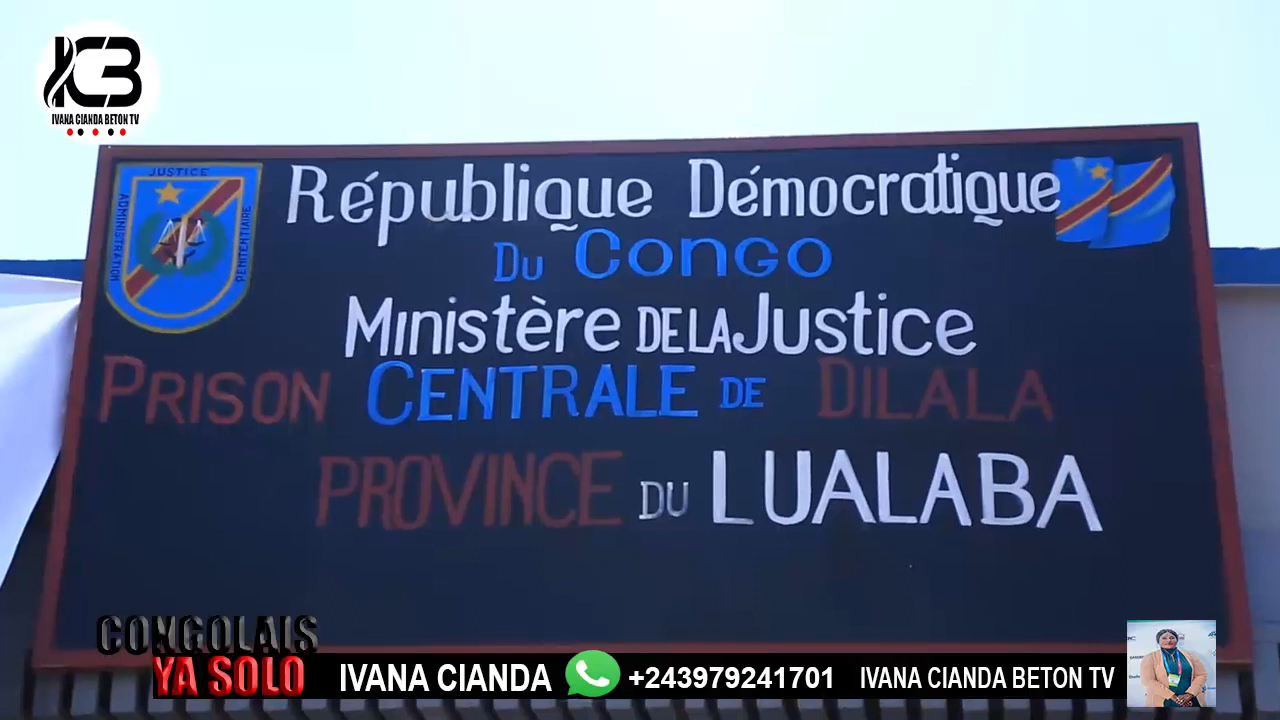 IVANA CIANDA BETON TV
JUSTICE
ADMINISTRATION
PENITENTIAIRE
République Démocratique
Du Congo
Ministère DE LA Justice
PRISON CENTRALE DE DILALA
PROVINCE DU LUALABA
CONGOLAIS
YA SOLO
IVANA CIANDA +243979241701 IVANA CIANDA BETON TV